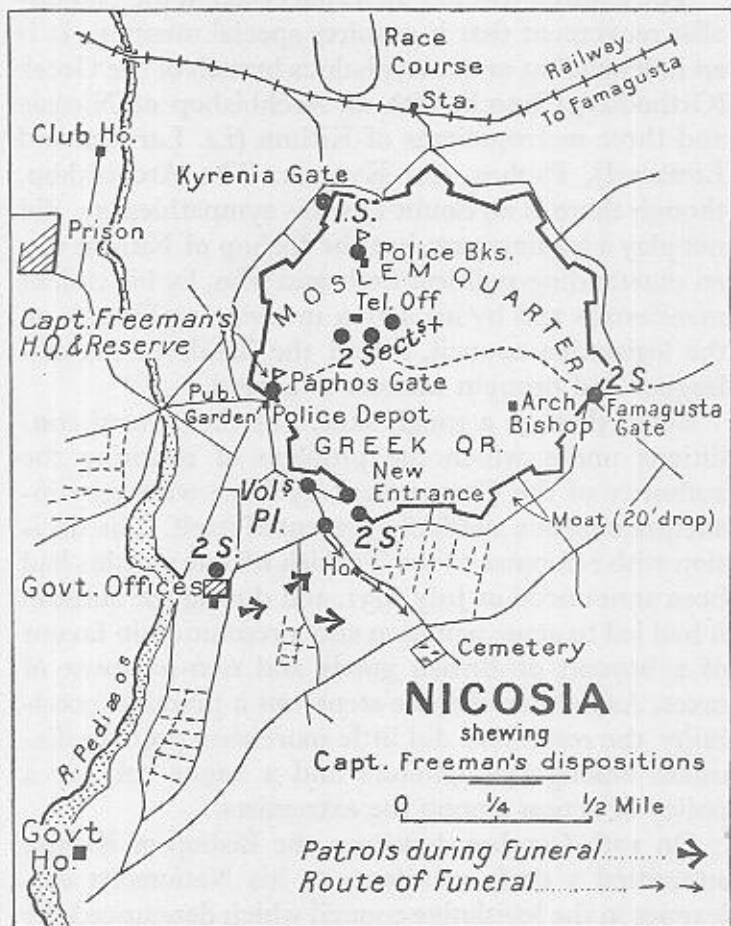 Race
Course
Railway
To Famagusta
Sta.
Club Ho.
Kyrenia Gate
1 S.
Prison
Police Bks.
MOSLEM QUARTER
Tel. Off
Capt. Freeman's
H.Q. & Reserve
2 Sects +
Paphos Gate
2 S.
Pub.
Garden
Police Depot
Arch
Bishop
Famagusta
Gate
GREEK QR.
New
Entrance
Vols
Pl.
Moat (20' drop)
2 S.
2 S.
Govt. Offices
Cemetery
R. Pedias
NICOSIA
shewing
Capt. Freeman's dispositions
0 1/4 1/2 Mile
Govt.
Ho.
Patrols during Funeral
Route of Funeral